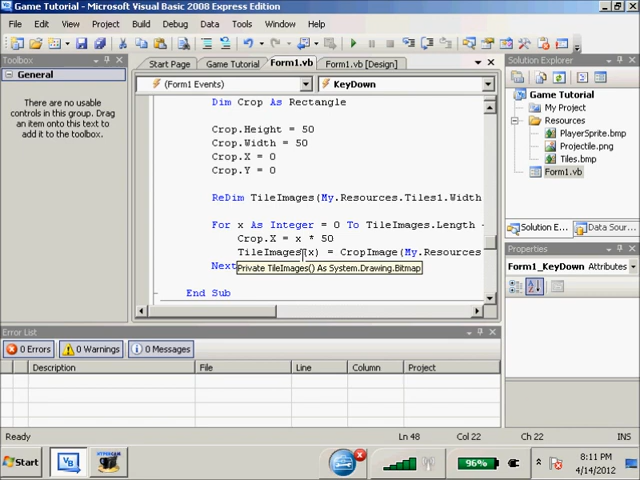 Game Tutorial - Microsoft Visual Basic 2008 Express Edition
File Edit View Project Build Debug Data Tools Window Help
Toolbox
General
There are no usable
controls in this group. Drag
an item onto this text to
add it to the toolbox.
Start Page Game Tutorial Form1.vb Form1.vb [Design]
(Form1 Events) KeyDown
Dim Crop As Rectangle
Crop.Height = 50
Crop.Width = 50
Crop.X = 0
Crop.Y = 0
ReDim TileImages(My.Resources.Tiles1.Width
For x As Integer = 0 To TileImages.Length -
Crop.X = x * 50
TileImages(x) = CropImage(My.Resources
Next
Private TileImages() As System.Drawing.Bitmap
End Sub
Solution Explorer
Game Tutorial
My Project
Resources
PlayerSprite.bmp
Projectile.png
Tiles.bmp
Form1.vb
Solution E... Data Sour...
Properties
Form1_KeyDown Attributes
Error List
0 Errors 0 Warnings 0 Messages
Description File Line Column Project
Ready Ln 48 Col 22 Ch 22
Start VB HYPERCAM 96% 8:11 PM
4/14/2012